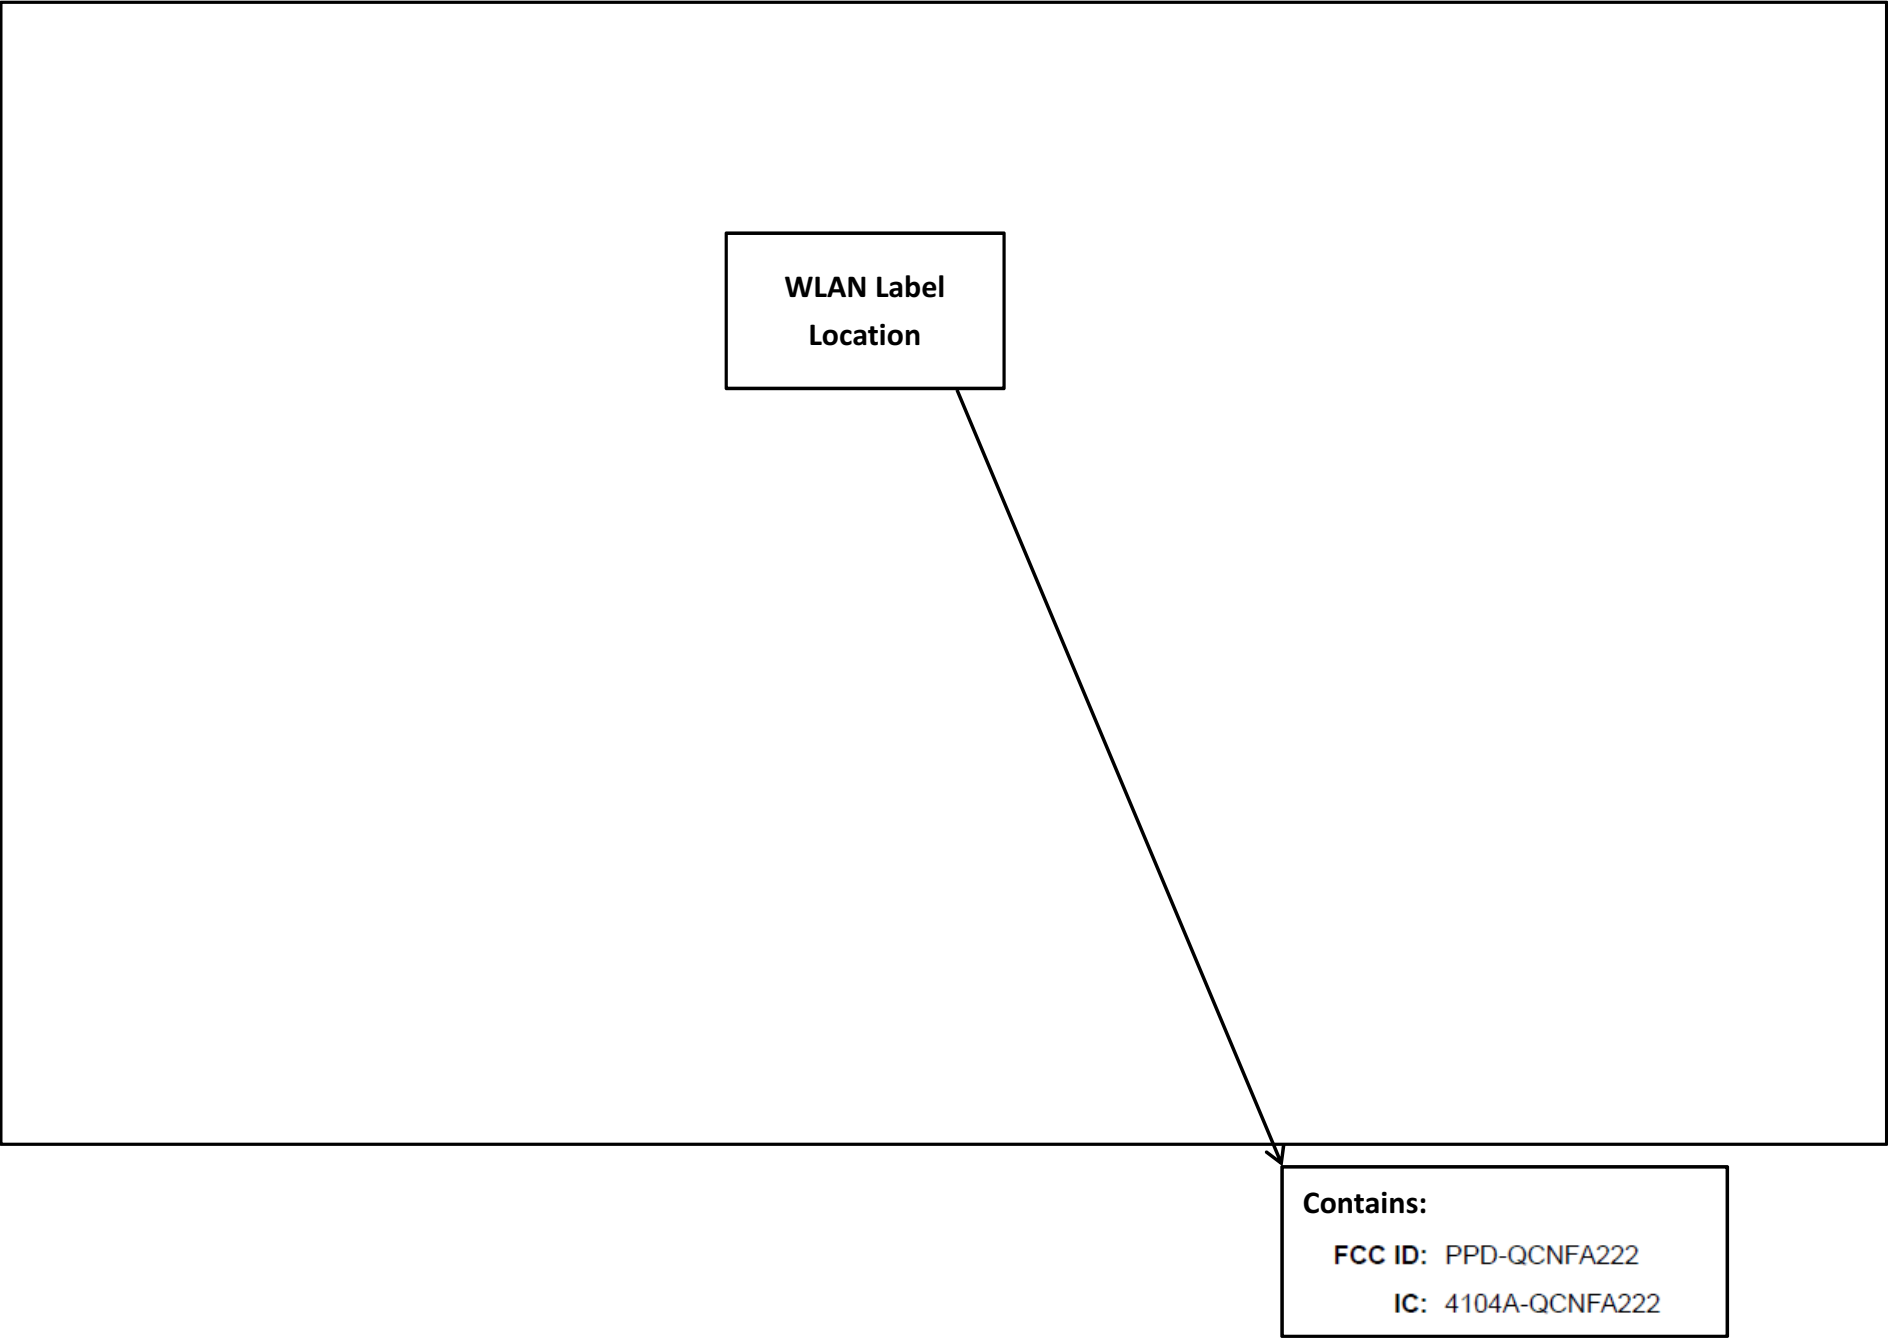 WLAN Label
Location
Contains:
FCC ID: PPD-QCNFA222
IC: 4104A-QCNFA222